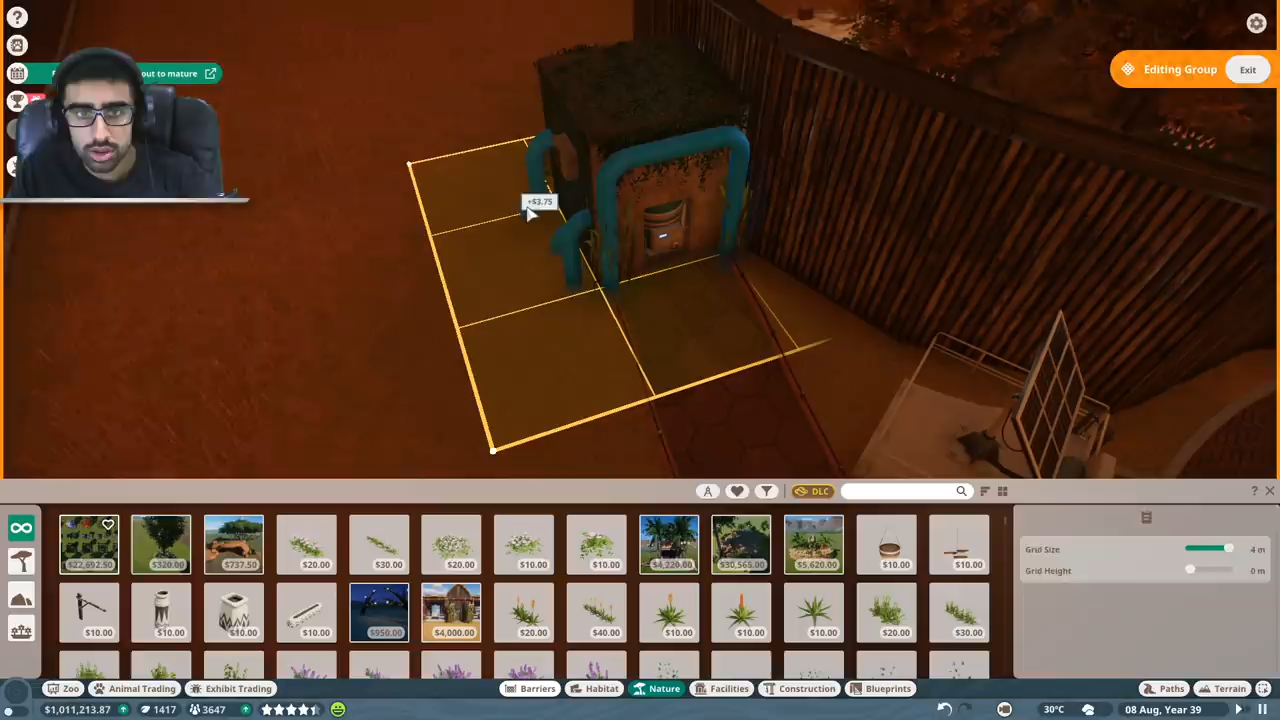 out to mature
Editing Group
Exit
+$3.75
DLC
$22,692.50
$320.00
$737.50
$20.00
$30.00
$20.00
$10.00
$10.00
$4,220.00
$30,565.00
$5,620.00
$10.00
$10.00
Grid Size
4 m
Grid Height
0 m
$10.00
$10.00
$10.00
$10.00
$950.00
$4,000.00
$20.00
$40.00
$10.00
$10.00
$10.00
$20.00
$30.00
Zoo
Animal Trading
Exhibit Trading
Barriers
Habitat
Nature
Facilities
Construction
Blueprints
Paths
Terrain
$1,011,213.87
1417
3647
30°C
08 Aug, Year 39